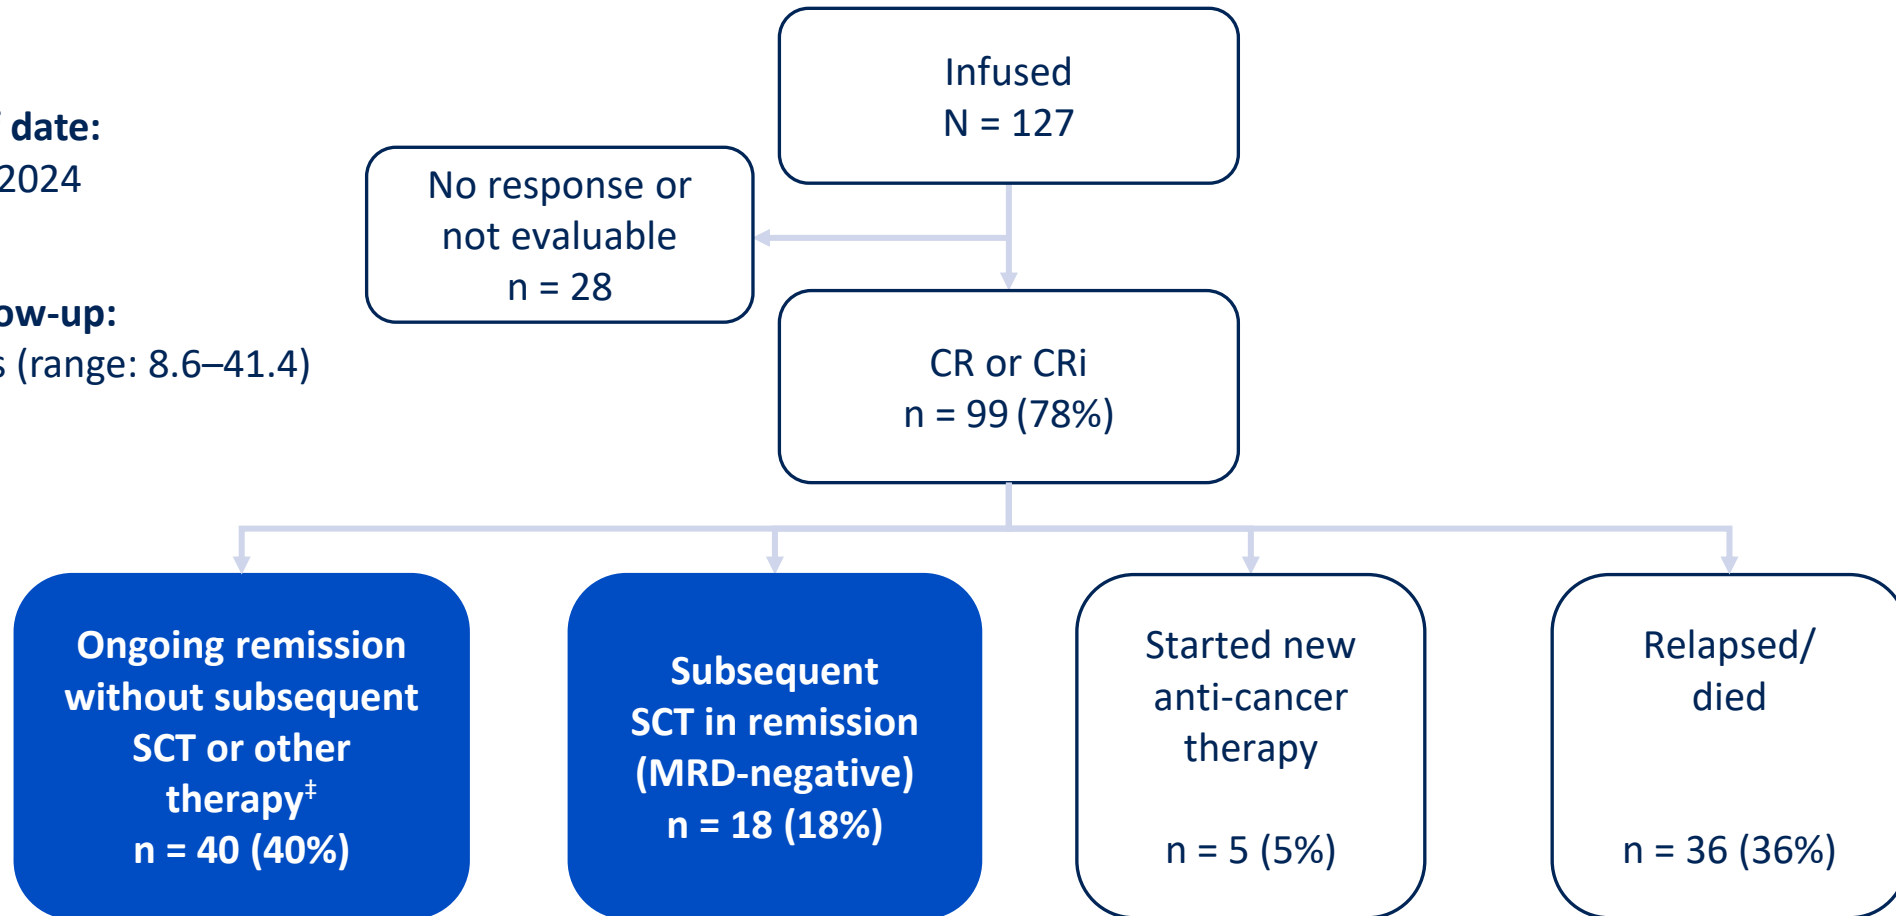 Infused
N = 127
date:
2024
No response or
not evaluable
n = 28
low-up:
(range: 8.6–41.4)
CR or CRi
n = 99 (78%)
Ongoing remission
without subsequent
SCT or other
therapy‡
n = 40 (40%)
Subsequent
SCT in remission
(MRD-negative)
n = 18 (18%)
Started new
anti-cancer
therapy
n = 5 (5%)
Relapsed/
died
n = 36 (36%)